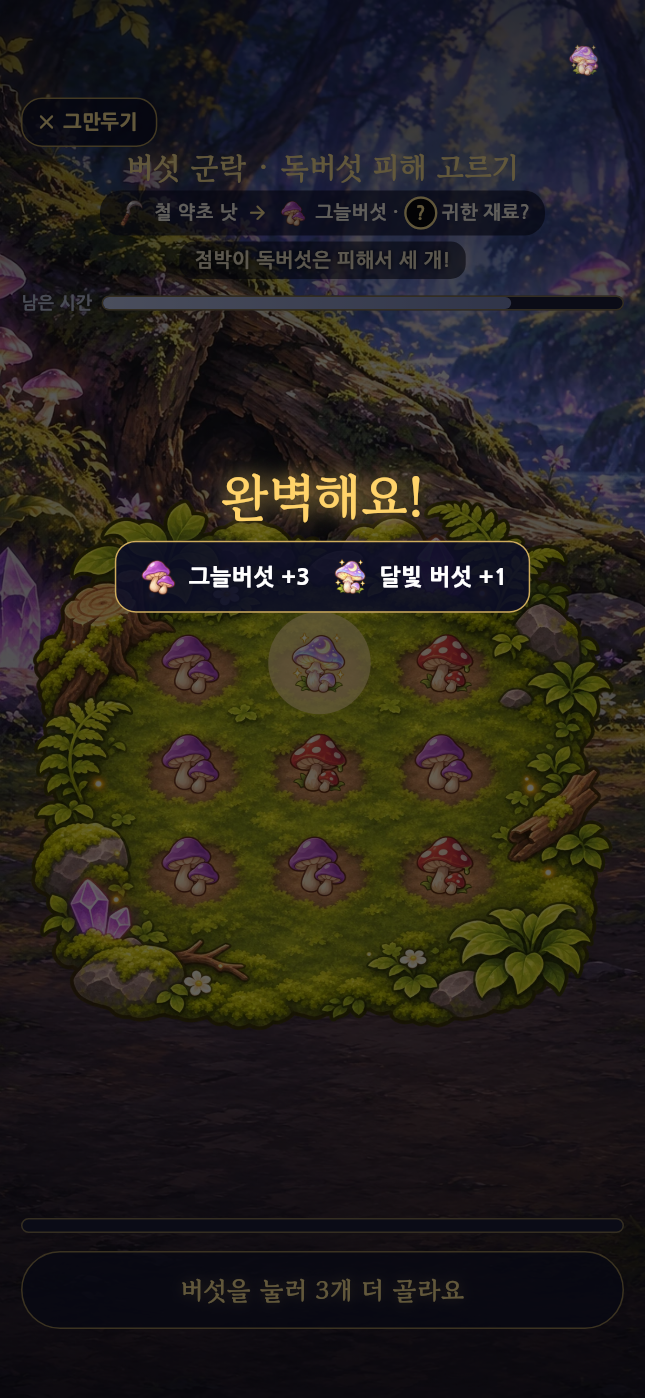 × 그만두기
버섯 군락 · 독버섯 피해 고르기
철 약초 낫 → 그늘버섯 · ? 귀한 재료?
점박이 독버섯은 피해서 세 개!
남은 시간
완벽해요!
그늘버섯 +3 달빛 버섯 +1
버섯을 눌러 3개 더 골라요